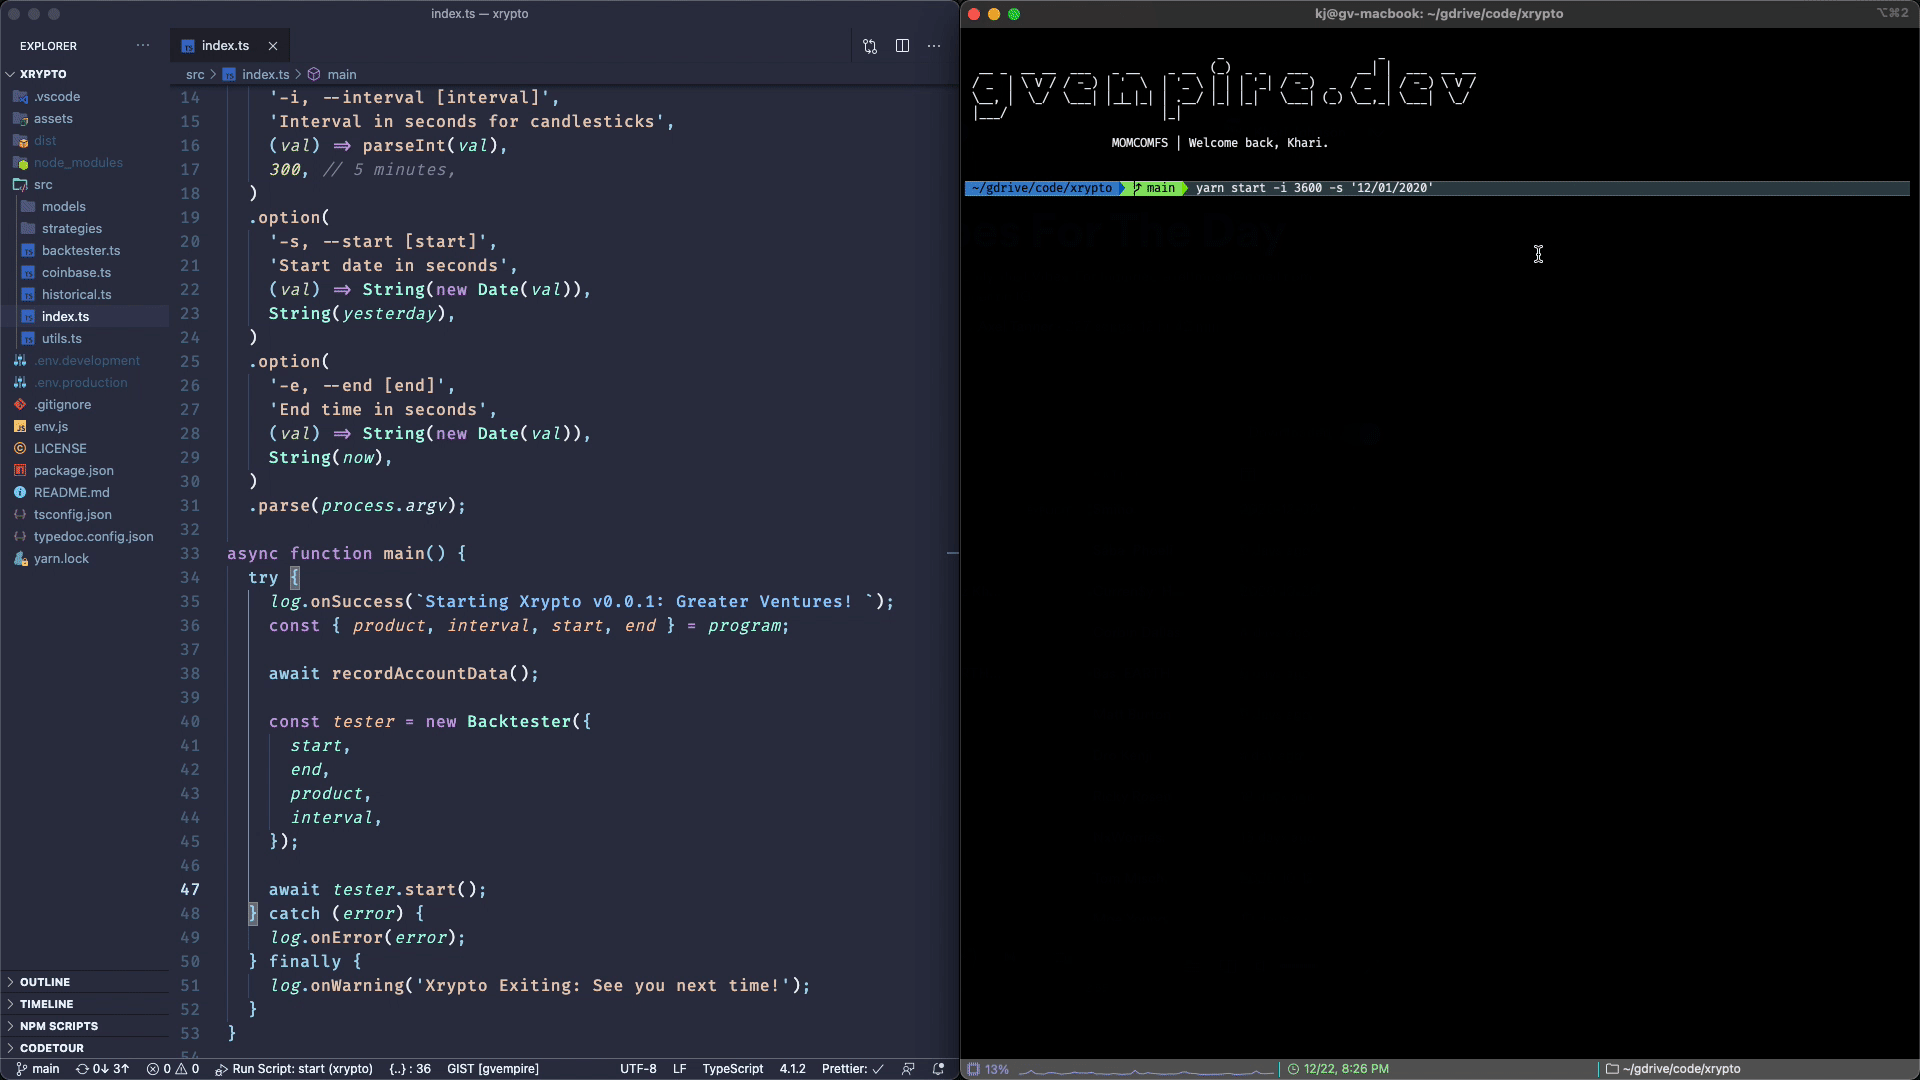 index.ts — xrypto
EXPLORER
XRYPTO
.vscode
assets
dist
node_modules
src
models
strategies
backtester.ts
coinbase.ts
historical.ts
index.ts
utils.ts
.env.development
.env.production
.gitignore
env.js
LICENSE
package.json
README.md
tsconfig.json
typedoc.config.json
yarn.lock
OUTLINE
TIMELINE
NPM SCRIPTS
CODETOUR
index.ts
src > index.ts > main
14 '-i, --interval [interval]',
15 'Interval in seconds for candlesticks',
16 (val) => parseInt(val),
17 300, // 5 minutes,
18 )
19 .option(
20 '-s, --start [start]',
21 'Start date in seconds',
22 (val) => String(new Date(val)),
23 String(yesterday),
24 )
25 .option(
26 '-e, --end [end]',
27 'End time in seconds',
28 (val) => String(new Date(val)),
29 String(now),
30 )
31 .parse(process.argv);
32
33 async function main() {
34 try {
35 log.onSuccess(`Starting Xrypto v0.0.1: Greater Ventures! `);
36 const { product, interval, start, end } = program;
37
38 await recordAccountData();
39
40 const tester = new Backtester({
41 start,
42 end,
43 product,
44 interval,
45 });
46
47 await tester.start();
48 } catch (error) {
49 log.onError(error);
50 } finally {
51 log.onWarning('Xrypto Exiting: See you next time!');
52 }
53 }
54
main 0↓ 3↑ 0 0 Run Script: start (xrypto) {..} : 36 GIST [gvempire] UTF-8 LF TypeScript 4.1.2 Prettier: ✓
kj@gv-macbook: ~/gdrive/code/xrypto
⌥⌘2
gvempire.dev
MOMCOMFS | Welcome back, Khari.
~/gdrive/code/xrypto main yarn start -i 3600 -s '12/01/2020'
13% 12/22, 8:26 PM ~/gdrive/code/xrypto